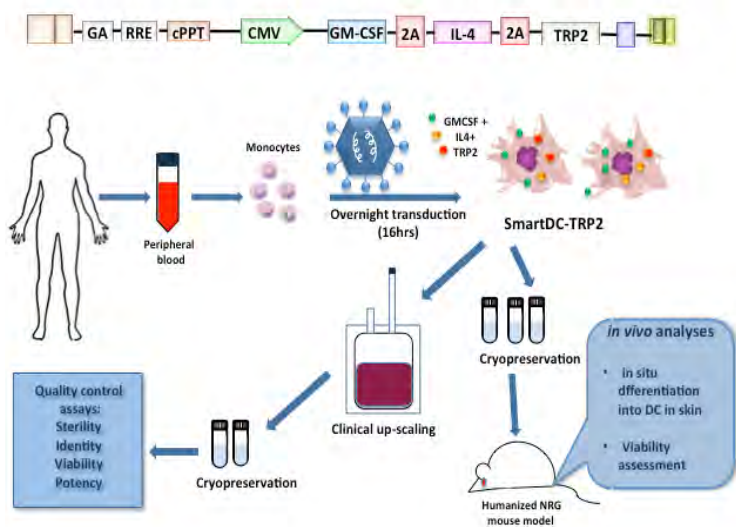 GA RRE cPPT CMV GM-CSF 2A IL-4 2A TRP2
GMCSF +
IL4+
TRP2
Monocytes
Overnight transduction
(16hrs)
SmartDC-TRP2
Peripheral
blood
in vivo analyses
• in situ
dfferentiation
into DC in skin
• Viability
assessment
Cryopreservation
Clinical up-scaling
Quality control
assays:
Sterility
Identity
Viability
Potency
Cryopreservation
Humanized NRG
mouse model